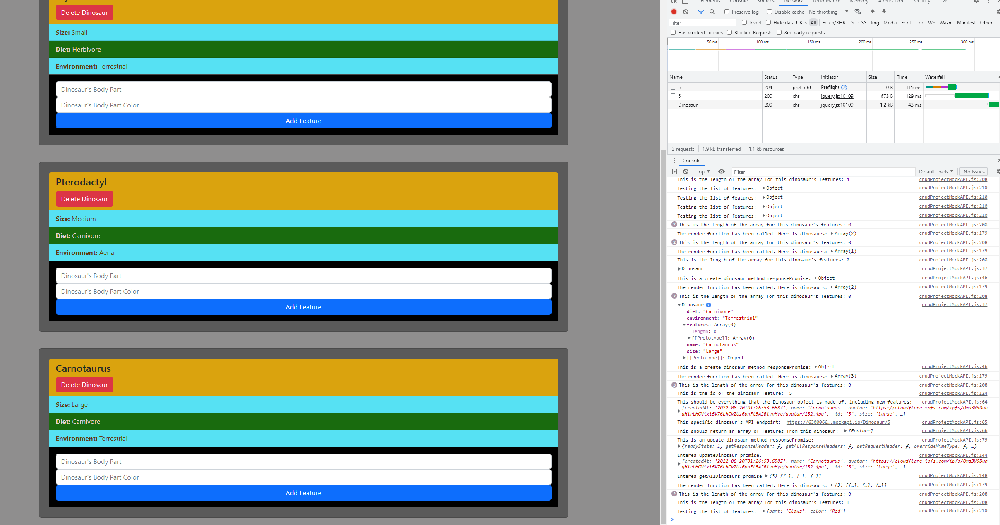 Delete Dinosaur
Size: Small
Diet: Herbivore
Environment: Terrestrial
Dinosaur's Body Part
Dinosaur's Body Part Color
Add Feature
Pterodactyl
Delete Dinosaur
Size: Medium
Diet: Carnivore
Environment: Aerial
Dinosaur's Body Part
Dinosaur's Body Part Color
Add Feature
Carnotaurus
Delete Dinosaur
Size: Large
Diet: Carnivore
Environment: Terrestrial
Dinosaur's Body Part
Dinosaur's Body Part Color
Add Feature
Elements Console Sources Network Performance Memory Application Security »
Preserve log Disable cache No throttling
Filter Invert Hide data URLs All Fetch/XHR JS CSS Img Media Font Doc WS Wasm Manifest Other
Has blocked cookies Blocked Requests 3rd-party requests
50 ms 100 ms 150 ms 200 ms 250 ms 300 ms
Name Status Type Initiator Size Time Waterfall
5 204 preflight Preflight 0 B 115 ms
5 200 xhr jquery.js:10109 673 B 129 ms
Dinosaur 200 xhr jquery.js:10109 1.2 kB 43 ms
3 requests 1.9 kB transferred 1.1 kB resources
Console
top Filter Default levels No Issues
This is the length of the array for this dinosaur's features: 4 crudProjectMockAPI.js:208
Testing the list of features: Object crudProjectMockAPI.js:210
Testing the list of features: Object crudProjectMockAPI.js:210
Testing the list of features: Object crudProjectMockAPI.js:210
Testing the list of features: Object crudProjectMockAPI.js:210
2 This is the length of the array for this dinosaur's features: 0 crudProjectMockAPI.js:208
The render function has been called. Here is dinosaurs: Array(2) crudProjectMockAPI.js:179
2 This is the length of the array for this dinosaur's features: 0 crudProjectMockAPI.js:208
The render function has been called. Here is dinosaurs: Array(1) crudProjectMockAPI.js:179
This is the length of the array for this dinosaur's features: 0 crudProjectMockAPI.js:208
Dinosaur crudProjectMockAPI.js:37
This is a create dinosaur method responsePromise: Object crudProjectMockAPI.js:46
The render function has been called. Here is dinosaurs: Array(2) crudProjectMockAPI.js:179
2 This is the length of the array for this dinosaur's features: 0 crudProjectMockAPI.js:208
Dinosaur i crudProjectMockAPI.js:37
diet: "Carnivore"
environment: "Terrestrial"
features: Array(0)
length: 0
[[Prototype]]: Array(0)
name: "Carnotaurus"
size: "Large"
[[Prototype]]: Object
This is a create dinosaur method responsePromise: Object crudProjectMockAPI.js:46
The render function has been called. Here is dinosaurs: Array(3) crudProjectMockAPI.js:179
3 This is the length of the array for this dinosaur's features: 0 crudProjectMockAPI.js:208
This is the id of the dinosaur feature: 5 crudProjectMockAPI.js:124
This should be everything that the Dinosaur object is made of, including new features: crudProjectMockAPI.js:64
{createdAt: '2022-08-20T01:26:53.658Z', name: 'Carnotaurus', avatar: 'https://cloudflare-ipfs.com/ipfs/Qmd3W5Duh
gHirLHGVixi6V76LhCkZUz6pnFt5AJBiyvHye/avatar/152.jpg', _id: '5', size: 'Large', …}
This specific dinosaur's API endpoint: https://6300066….mockapi.io/Dinosaur/5 crudProjectMockAPI.js:65
This should return an array of features from this dinosaur: [Feature] crudProjectMockAPI.js:66
This is an update dinosaur method responsePromise: crudProjectMockAPI.js:79
{readyState: 1, getResponseHeader: ƒ, getAllResponseHeaders: ƒ, setRequestHeader: ƒ, overrideMimeType: ƒ, …}
Entered updateDinosaur promise. crudProjectMockAPI.js:144
{createdAt: '2022-08-20T01:26:53.658Z', name: 'Carnotaurus', avatar: 'https://cloudflare-ipfs.com/ipfs/Qmd3W5Duh
gHirLHGVixi6V76LhCkZUz6pnFt5AJBiyvHye/avatar/152.jpg', _id: '5', size: 'Large', …}
Entered getAllDinosaurs promise (3) [{…}, {…}, {…}] crudProjectMockAPI.js:148
The render function has been called. Here is dinosaurs: (3) [{…}, {…}, {…}] crudProjectMockAPI.js:179
2 This is the length of the array for this dinosaur's features: 0 crudProjectMockAPI.js:208
This is the length of the array for this dinosaur's features: 1 crudProjectMockAPI.js:208
Testing the list of features: {part: 'Claws', color: 'Red'} crudProjectMockAPI.js:210